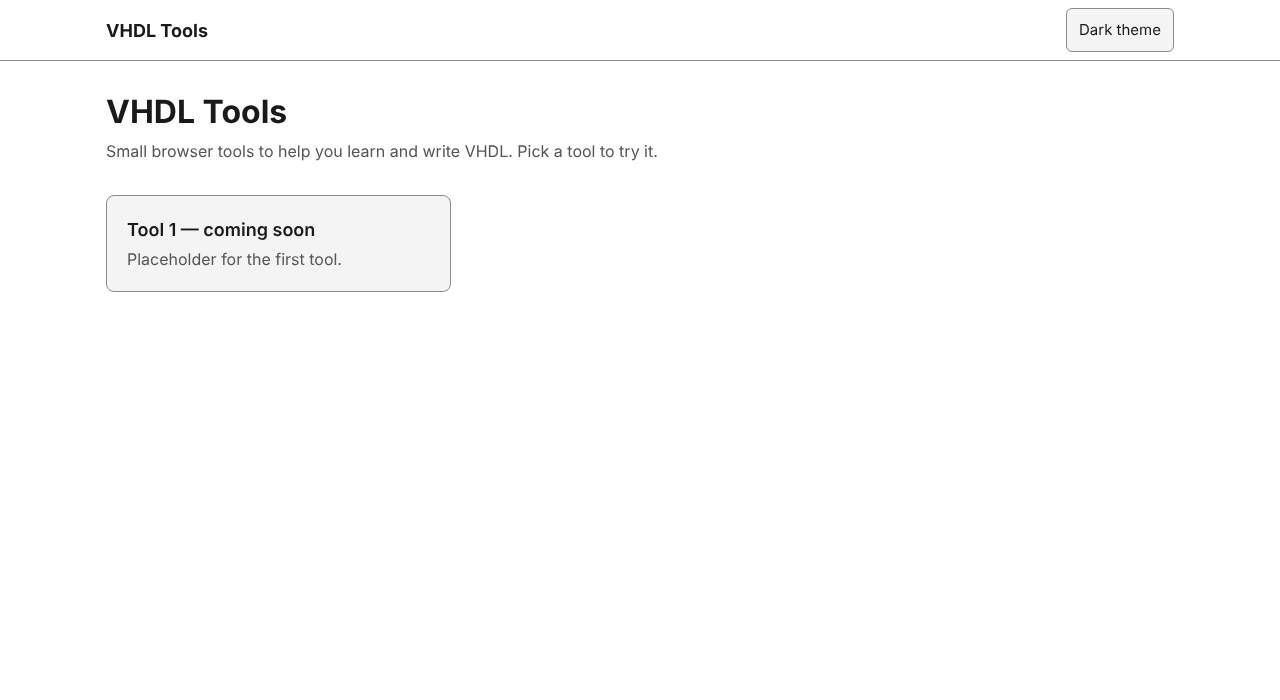 VHDL Tools
Dark theme
VHDL Tools
Small browser tools to help you learn and write VHDL. Pick a tool to try it.
Tool 1 — coming soon
Placeholder for the first tool.